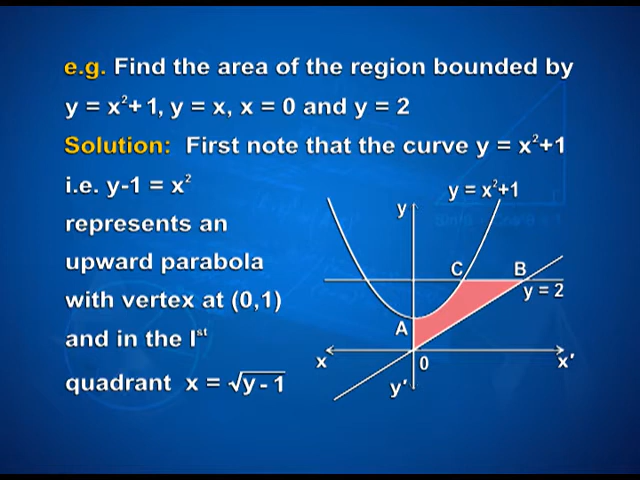 e.g. Find the area of the region bounded by
y = x²+1, y = x, x = 0 and y = 2
Solution: First note that the curve y = x²+1
i.e. y-1 = x²
represents an
upward parabola
with vertex at (0,1)
and in the Iˢᵗ
quadrant x = √y - 1
y = x²+1
y
C
B
y = 2
A
x
0
x′
y′